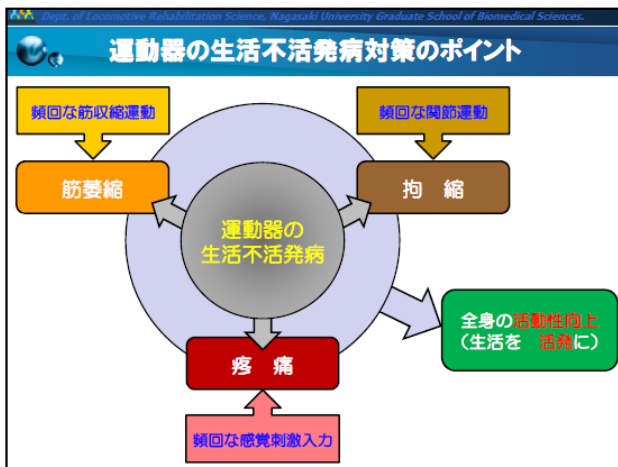 Dept. of Locomotive Rehabilitation Science, Nagasaki University Graduate School of Biomedical Sciences.
運動器の生活不活発病対策のポイント
頻回な筋収縮運動
頻回な関節運動
筋萎縮
拘 縮
運動器の
生活不活発病
全身の活動性向上
(生活を 活発に)
疼 痛
頻回な感覚刺激入力